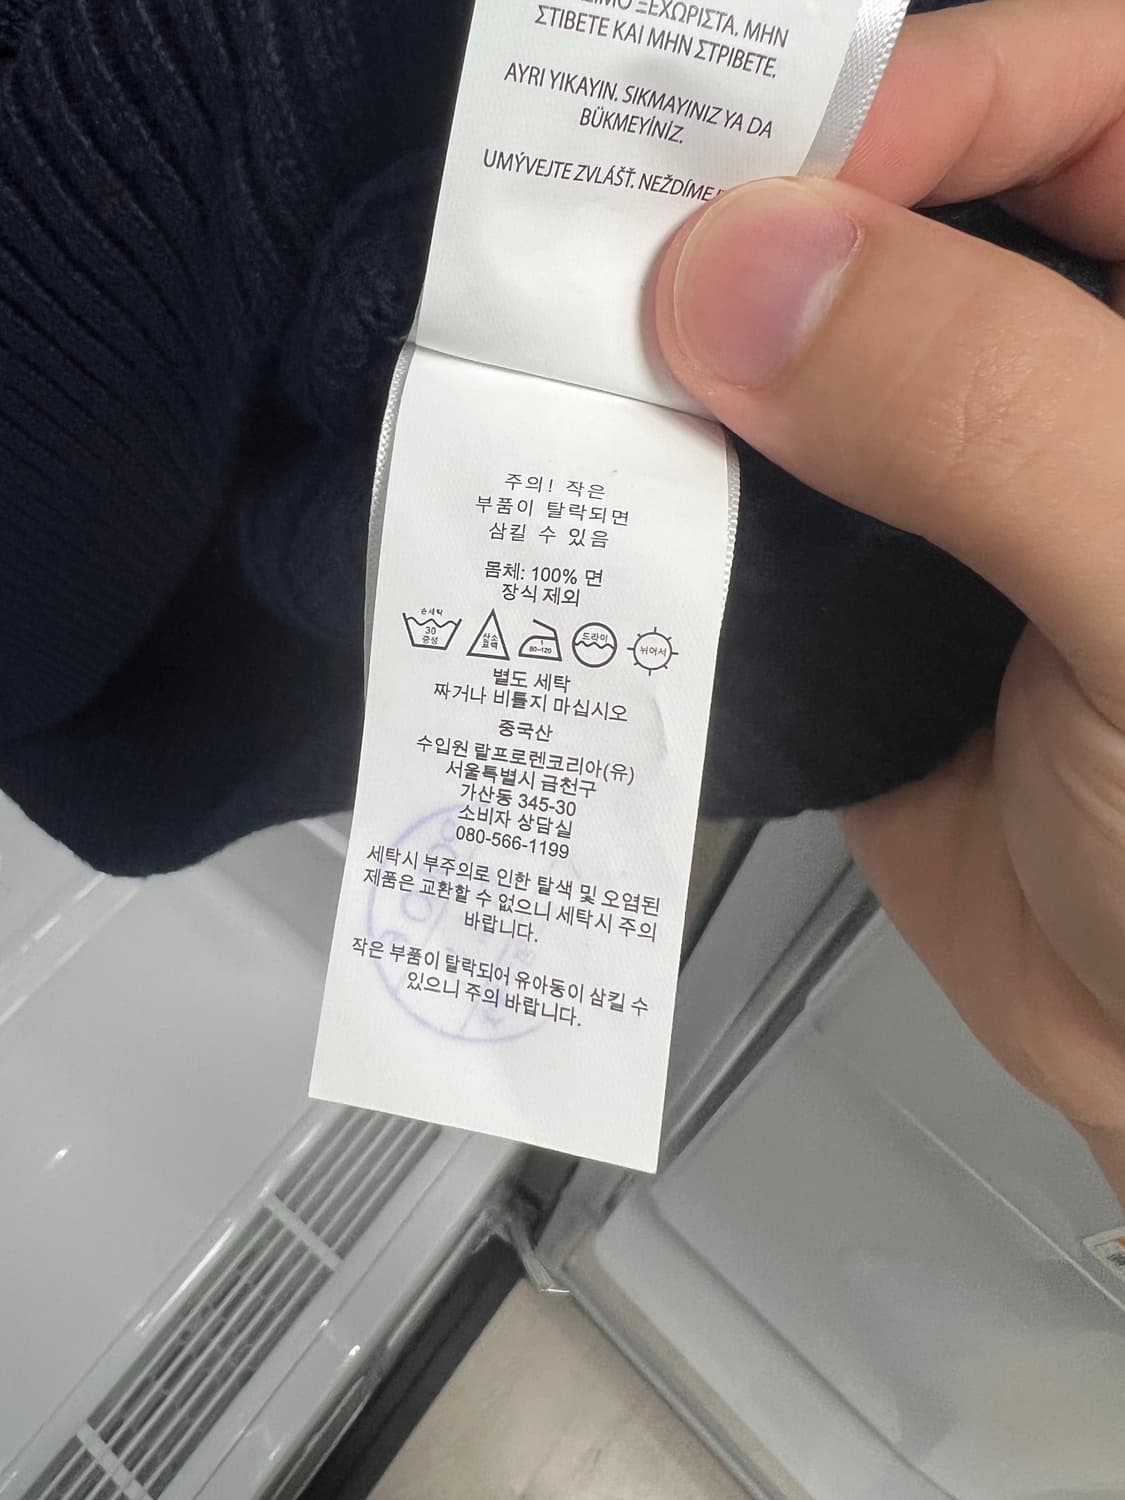 ΞΕΧΩΡΙΣΤΑ. ΜΗΝ
ΣΤΙΒΕΤΕ ΚΑΙ ΜΗΝ ΣΤΡΙΒΕΤΕ.
AYRI YIKAYIN. SIKMAYINIZ YA DA
BÜKMEYİNİZ.
UMÝVEJTE ZVLÁŠŤ. NEŽDÍME
주의! 작은
부품이 탈락되면
삼킬 수 있음
몸체: 100% 면
장식 제외
손세탁
30
중성
산소
표백
1
80~120
드라이
뉘어서
별도 세탁
짜거나 비틀지 마십시오
중국산
수입원 랄프로렌코리아(유)
서울특별시 금천구
가산동 345-30
소비자 상담실
080-566-1199
세탁시 부주의로 인한 탈색 및 오염된
제품은 교환할 수 없으니 세탁시 주의
바랍니다.
작은 부품이 탈락되어 유아동이 삼킬 수
있으니 주의 바랍니다.